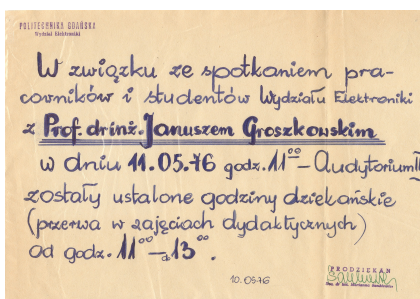 POLITECHNIKA GDAŃSKA
Wydział Elektroniki
W związku ze spotkaniem pra-
cowników i studentów Wydziału Elektroniki
z Prof. dr inż. Januszem Groszkowskim
w dniu 11.05.76 godz. 11⁰⁰ – Audytorium II
zostały ustalone godziny dziekańskie
(przerwa w zajęciach dydaktycznych)
od godz. 11⁰⁰ – 13⁰⁰.
10.05.76
PRODZIEKAN